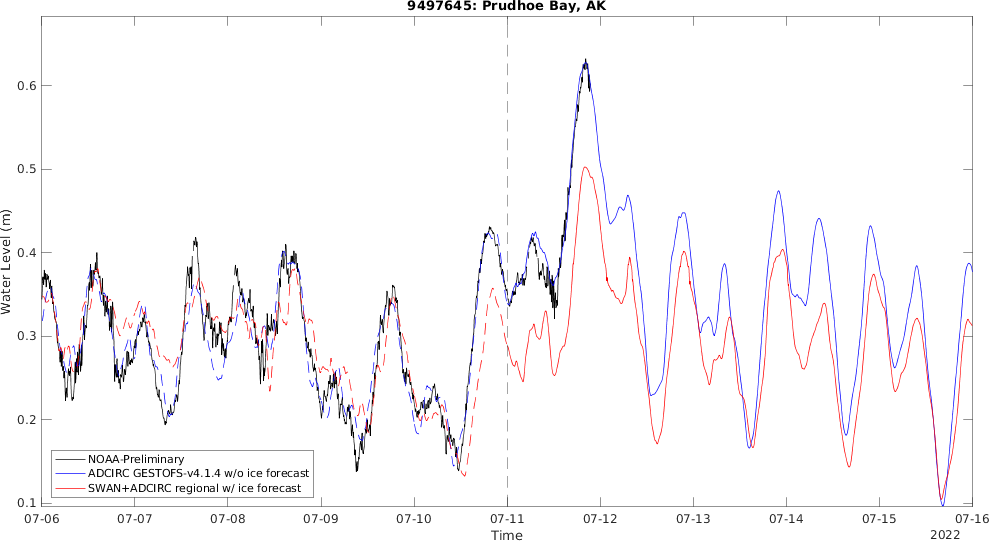 9497645: Prudhoe Bay, AK
Water Level (m)
0.6
0.5
0.4
0.3
0.2
0.1
NOAA-Preliminary
ADCIRC GESTOFS-v4.1.4 w/o ice forecast
SWAN+ADCIRC regional w/ ice forecast
07-06 07-07 07-08 07-09 07-10 07-11 07-12 07-13 07-14 07-15 07-16
Time
2022